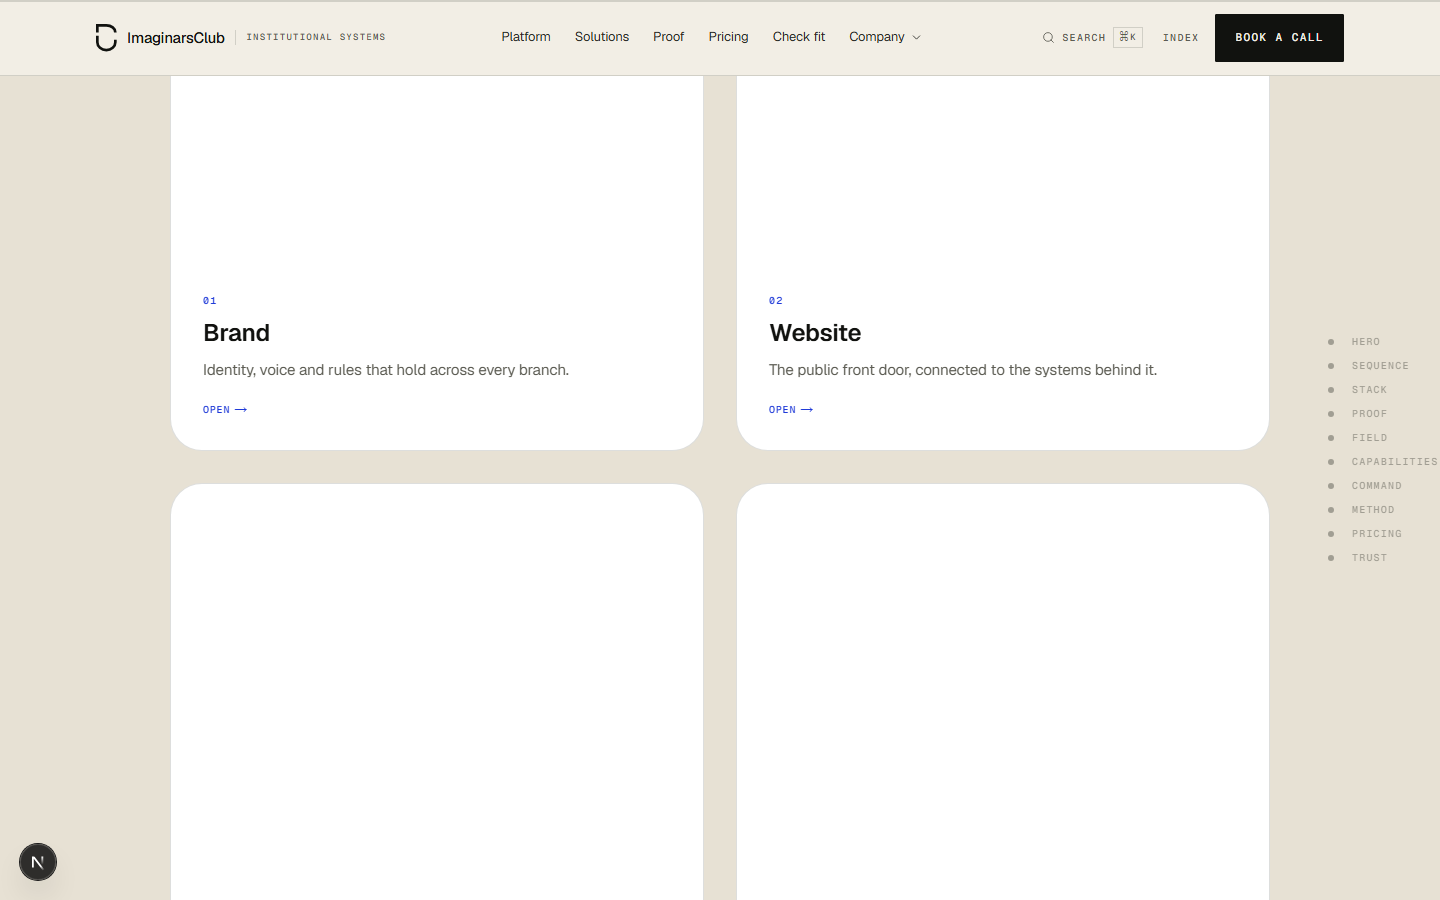 ImaginarsClub
INSTITUTIONAL SYSTEMS
Platform
Solutions
Proof
Pricing
Check fit
Company
SEARCH
⌘K
INDEX
BOOK A CALL
01
Brand
Identity, voice and rules that hold across every branch.
OPEN →
02
Website
The public front door, connected to the systems behind it.
OPEN →
HERO
SEQUENCE
STACK
PROOF
FIELD
CAPABILITIES
COMMAND
METHOD
PRICING
TRUST
N